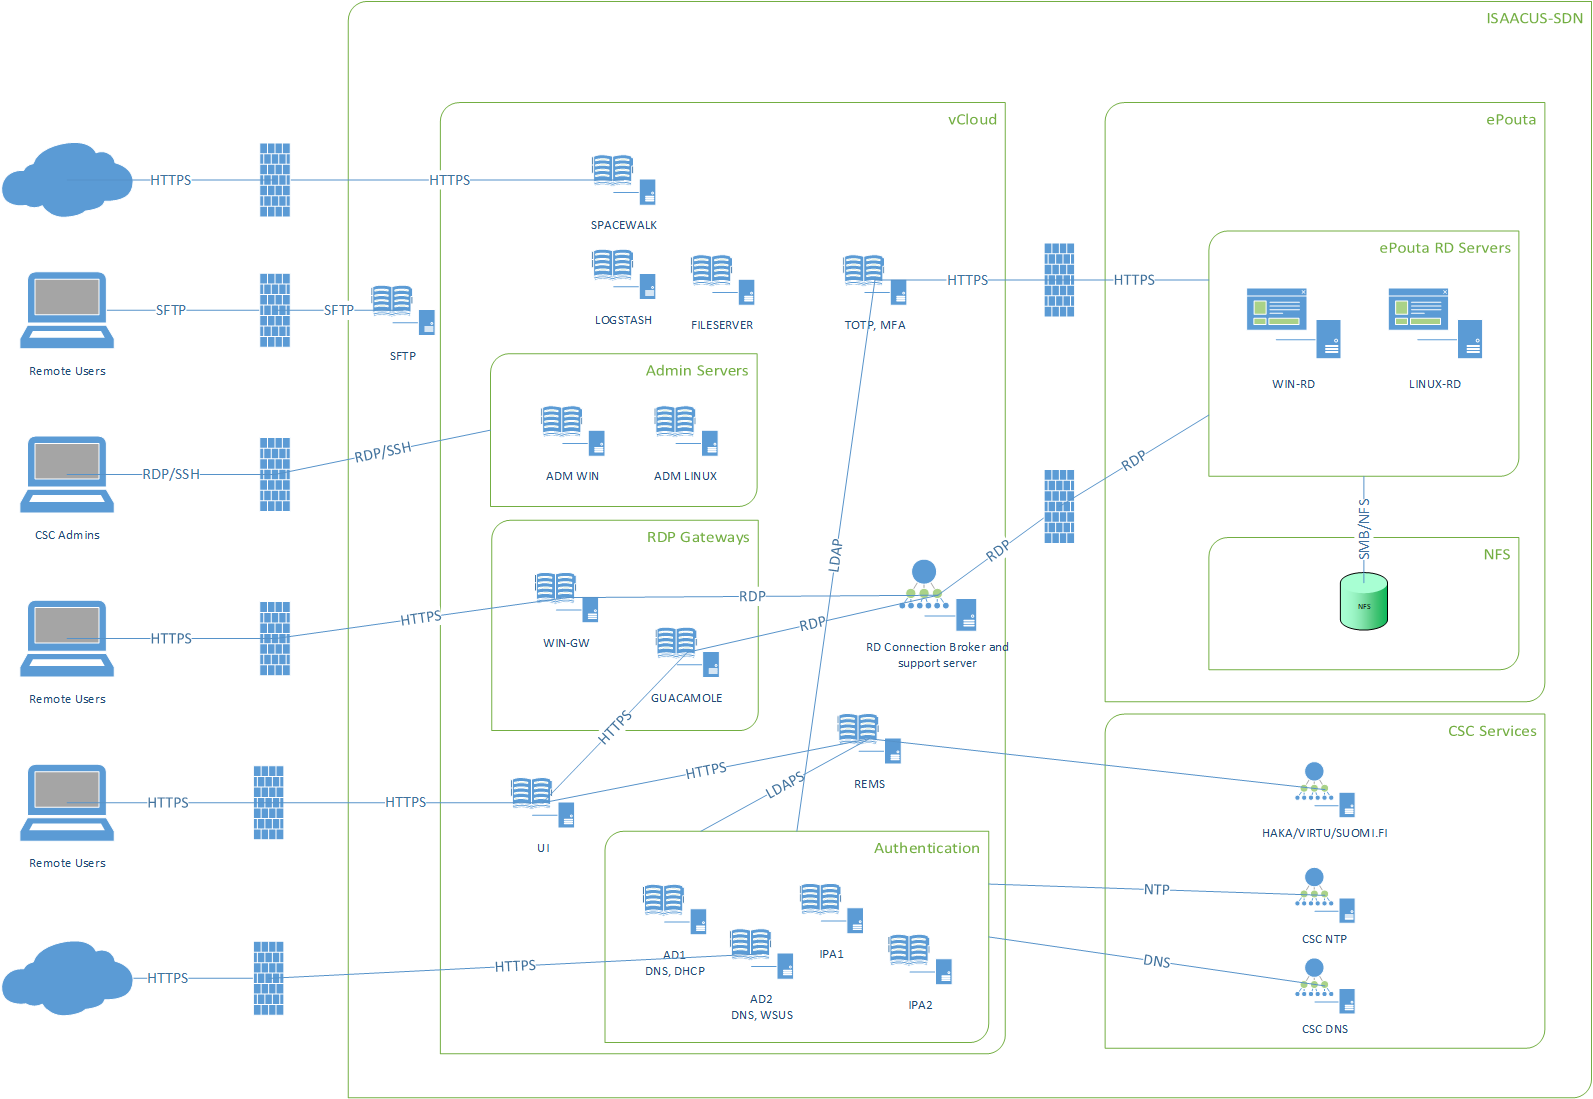 ISAACUS-SDN
vCloud
ePouta
HTTPS
HTTPS
SPACEWALK
ePouta RD Servers
LOGSTASH
FILESERVER
TOTP, MFA
HTTPS
HTTPS
SFTP
SFTP
SFTP
Remote Users
WIN-RD
LINUX-RD
Admin Servers
ADM WIN
ADM LINUX
RDP/SSH
RDP/SSH
CSC Admins
RDP
RDP
SMB/NFS
LDAP
RDP Gateways
WIN-GW
GUACAMOLE
HTTPS
HTTPS
Remote Users
RDP
RDP
RD Connection Broker and
support server
NFS
NFS
HTTPS
HTTPS
LDAPS
REMS
CSC Services
HAKA/VIRTU/SUOMI.FI
HTTPS
HTTPS
UI
Remote Users
Authentication
AD1
DNS, DHCP
AD2
DNS, WSUS
IPA1
IPA2
NTP
CSC NTP
DNS
CSC DNS
HTTPS
HTTPS